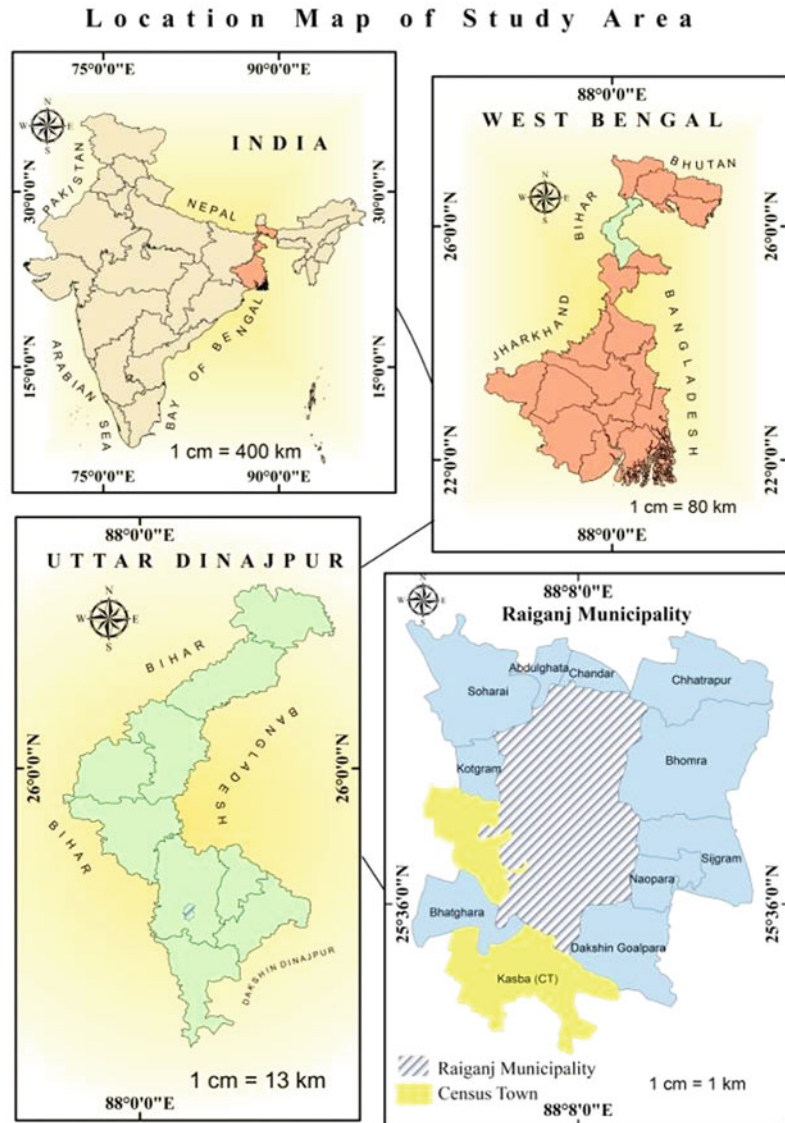 Location Map of Study Area
75°0'0"E 90°0'0"E
N
W E
S
INDIA
PAKISTAN
NEPAL
30°0'0"N 30°0'0"N
15°0'0"N 15°0'0"N
ARABIAN SEA
BAY OF BENGAL
1 cm = 400 km
75°0'0"E 90°0'0"E
88°0'0"E
WEST BENGAL
N
W E
S
BHUTAN
BIHAR
26°0'0"N 26°0'0"N
JHARKHAND
BANGLADESH
22°0'0"N 22°0'0"N
1 cm = 80 km
88°0'0"E
88°0'0"E
UTTAR DINAJPUR
N
W E
S
BIHAR
BANGLADESH
26°0'0"N 26°0'0"N
BIHAR
DAKSHIN DINAJPUR
1 cm = 13 km
88°0'0"E
88°8'0"E
N
W E
S
Raiganj Municipality
Abdulghata
Chandar
Soharai
Chhatrapur
Kotgram
Bhomra
Sijgram
Naopara
25°36'0"N 25°36'0"N
Bhatghara
Dakshin Goalpara
Kasba (CT)
Raiganj Municipality
Census Town
1 cm = 1 km
88°8'0"E